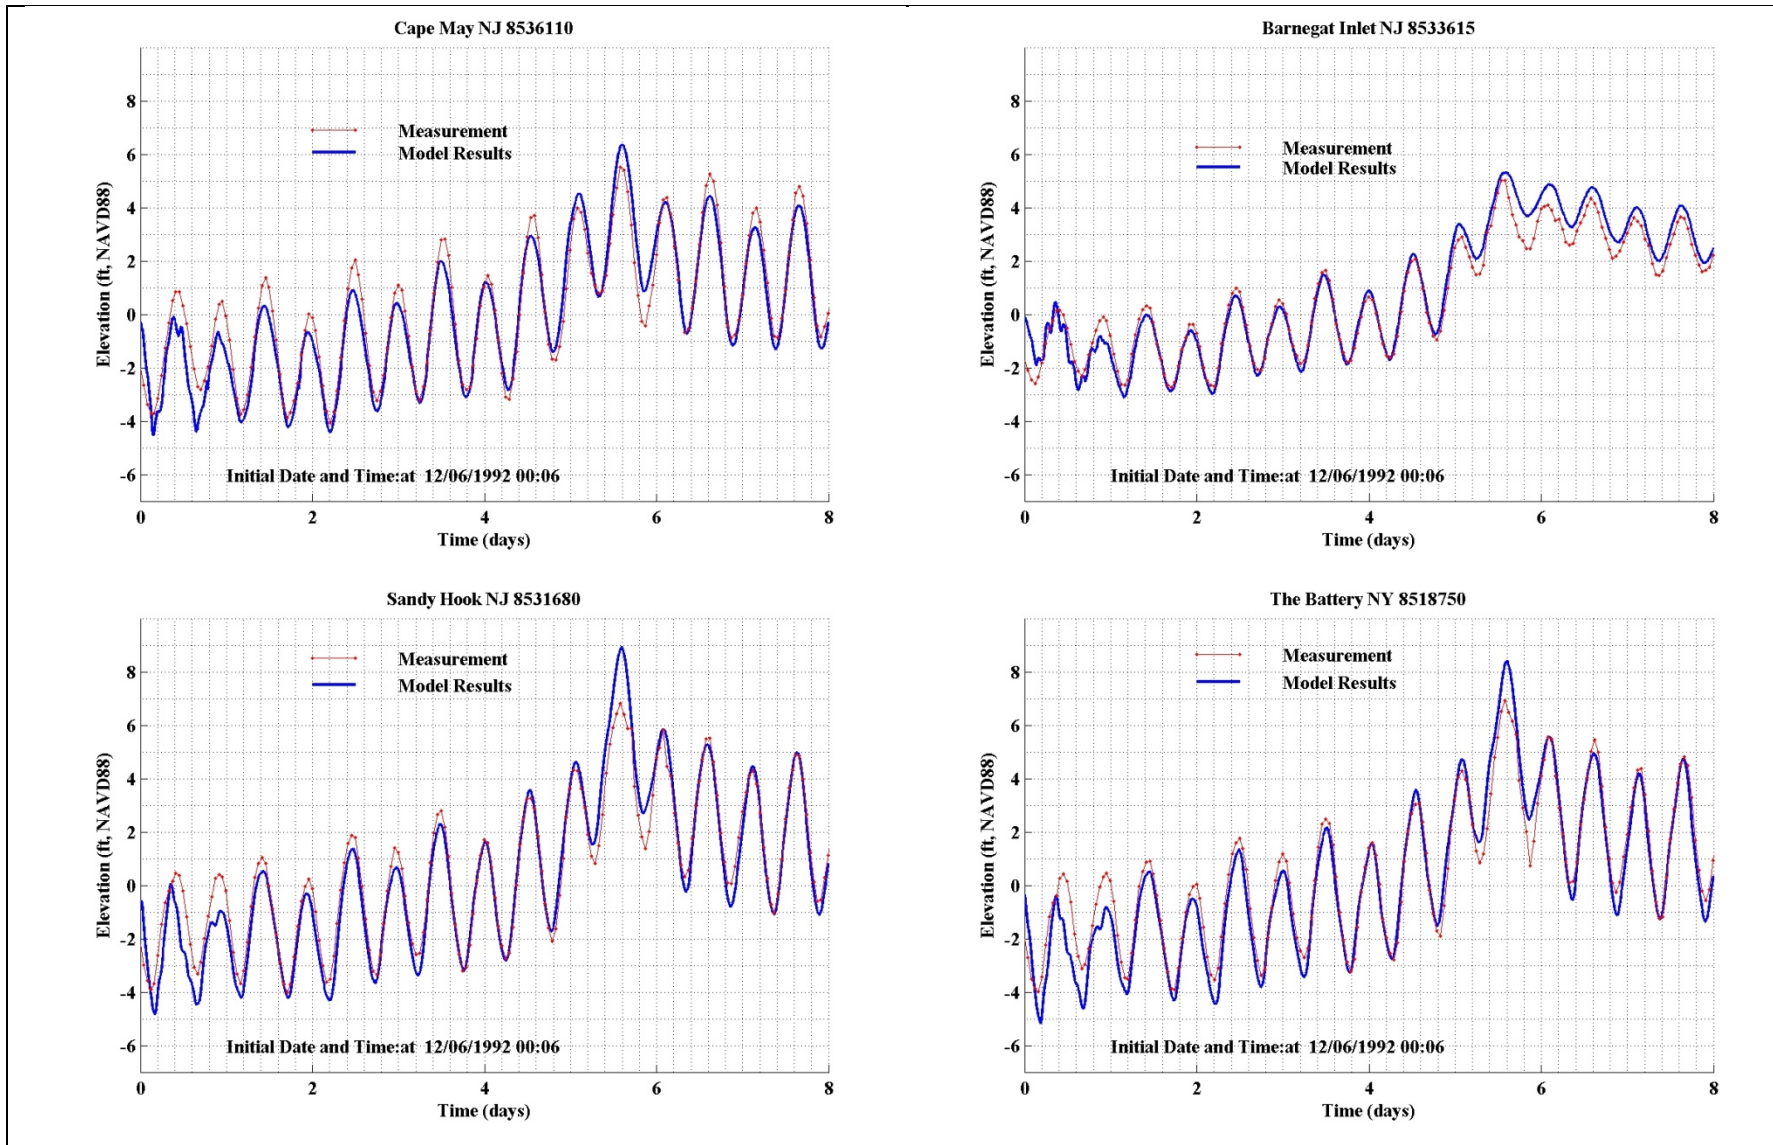 Cape May NJ 8536110
8
6
4
2
0
-2
-4
-6
Elevation (ft, NAVD88)
Measurement
Model Results
Initial Date and Time:at 12/06/1992 00:06
0 2 4 6 8
Time (days)
Barnegat Inlet NJ 8533615
8
6
4
2
0
-2
-4
-6
Elevation (ft, NAVD88)
Measurement
Model Results
Initial Date and Time:at 12/06/1992 00:06
0 2 4 6 8
Time (days)
Sandy Hook NJ 8531680
8
6
4
2
0
-2
-4
-6
Elevation (ft, NAVD88)
Measurement
Model Results
Initial Date and Time:at 12/06/1992 00:06
0 2 4 6 8
Time (days)
The Battery NY 8518750
8
6
4
2
0
-2
-4
-6
Elevation (ft, NAVD88)
Measurement
Model Results
Initial Date and Time:at 12/06/1992 00:06
0 2 4 6 8
Time (days)